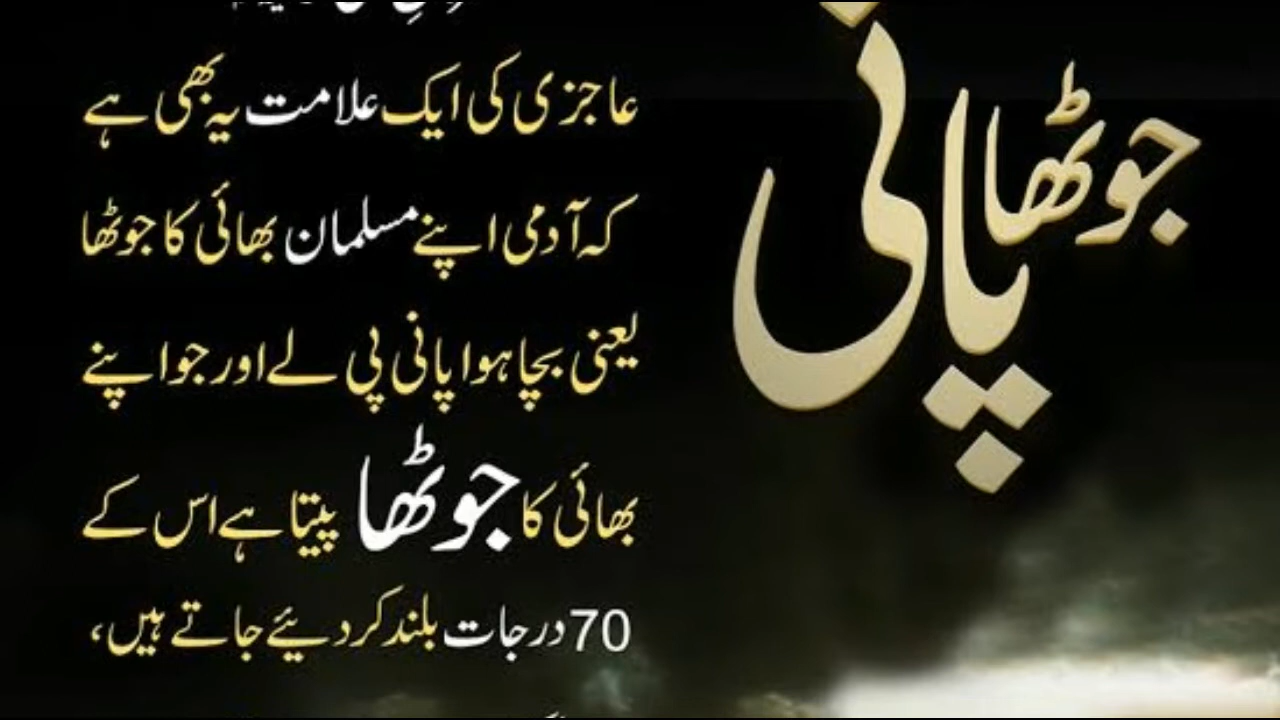 جوٹھا
پانی
عاجزی کی ایک علامت یہ بھی ہے
کہ آدمی اپنے مسلمان بھائی کا جوٹھا
یعنی بچا ہوا پانی پی لے اور جو اپنے
بھائی کا جوٹھا پیتا ہے اس کے
70 درجات بلند کر دیئے جاتے ہیں،